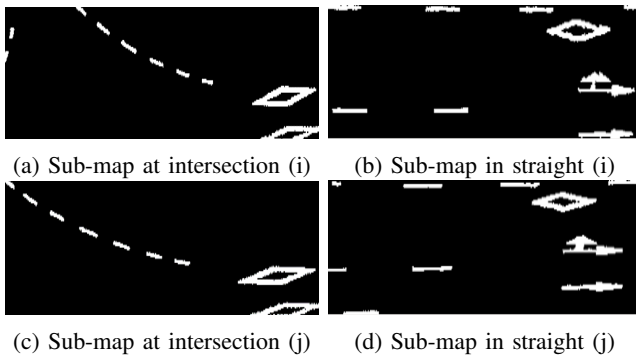 (a) Sub-map at intersection (i)
(b) Sub-map in straight (i)
(c) Sub-map at intersection (j)
(d) Sub-map in straight (j)